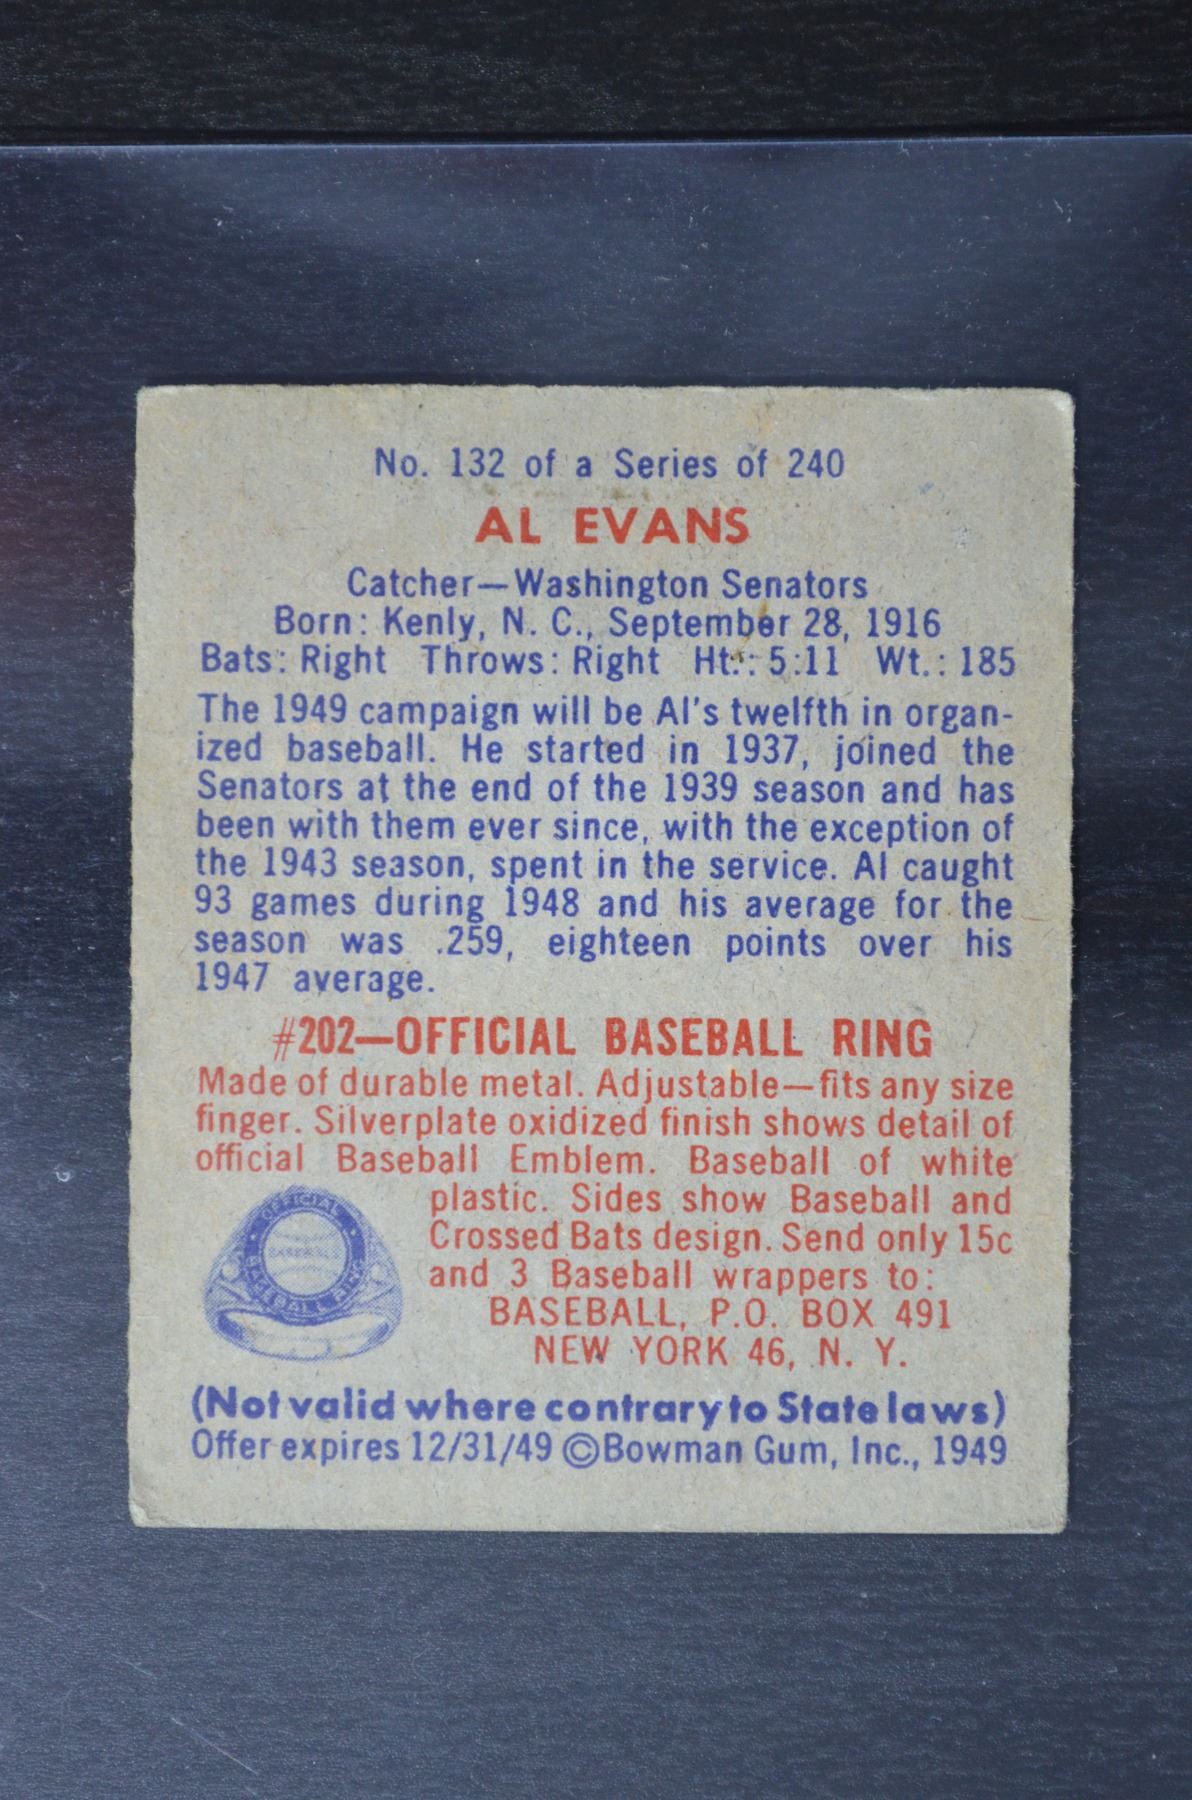 No. 132 of a Series of 240
AL EVANS
Catcher—Washington Senators
Born: Kenly, N. C., September 28, 1916
Bats: Right Throws: Right Ht.: 5:11 Wt.: 185
The 1949 campaign will be Al's twelfth in organ-
ized baseball. He started in 1937, joined the
Senators at the end of the 1939 season and has
been with them ever since, with the exception of
the 1943 season, spent in the service. Al caught
93 games during 1948 and his average for the
season was .259, eighteen points over his
1947 average.
#202—OFFICIAL BASEBALL RING
Made of durable metal. Adjustable—fits any size
finger. Silverplate oxidized finish shows detail of
official Baseball Emblem. Baseball of white
plastic. Sides show Baseball and
Crossed Bats design. Send only 15c
and 3 Baseball wrappers to:
BASEBALL, P.O. BOX 491
NEW YORK 46, N. Y.
OFFICIAL
BASEBALL RING
(Not valid where contrary to State laws)
Offer expires 12/31/49 ©Bowman Gum, Inc., 1949